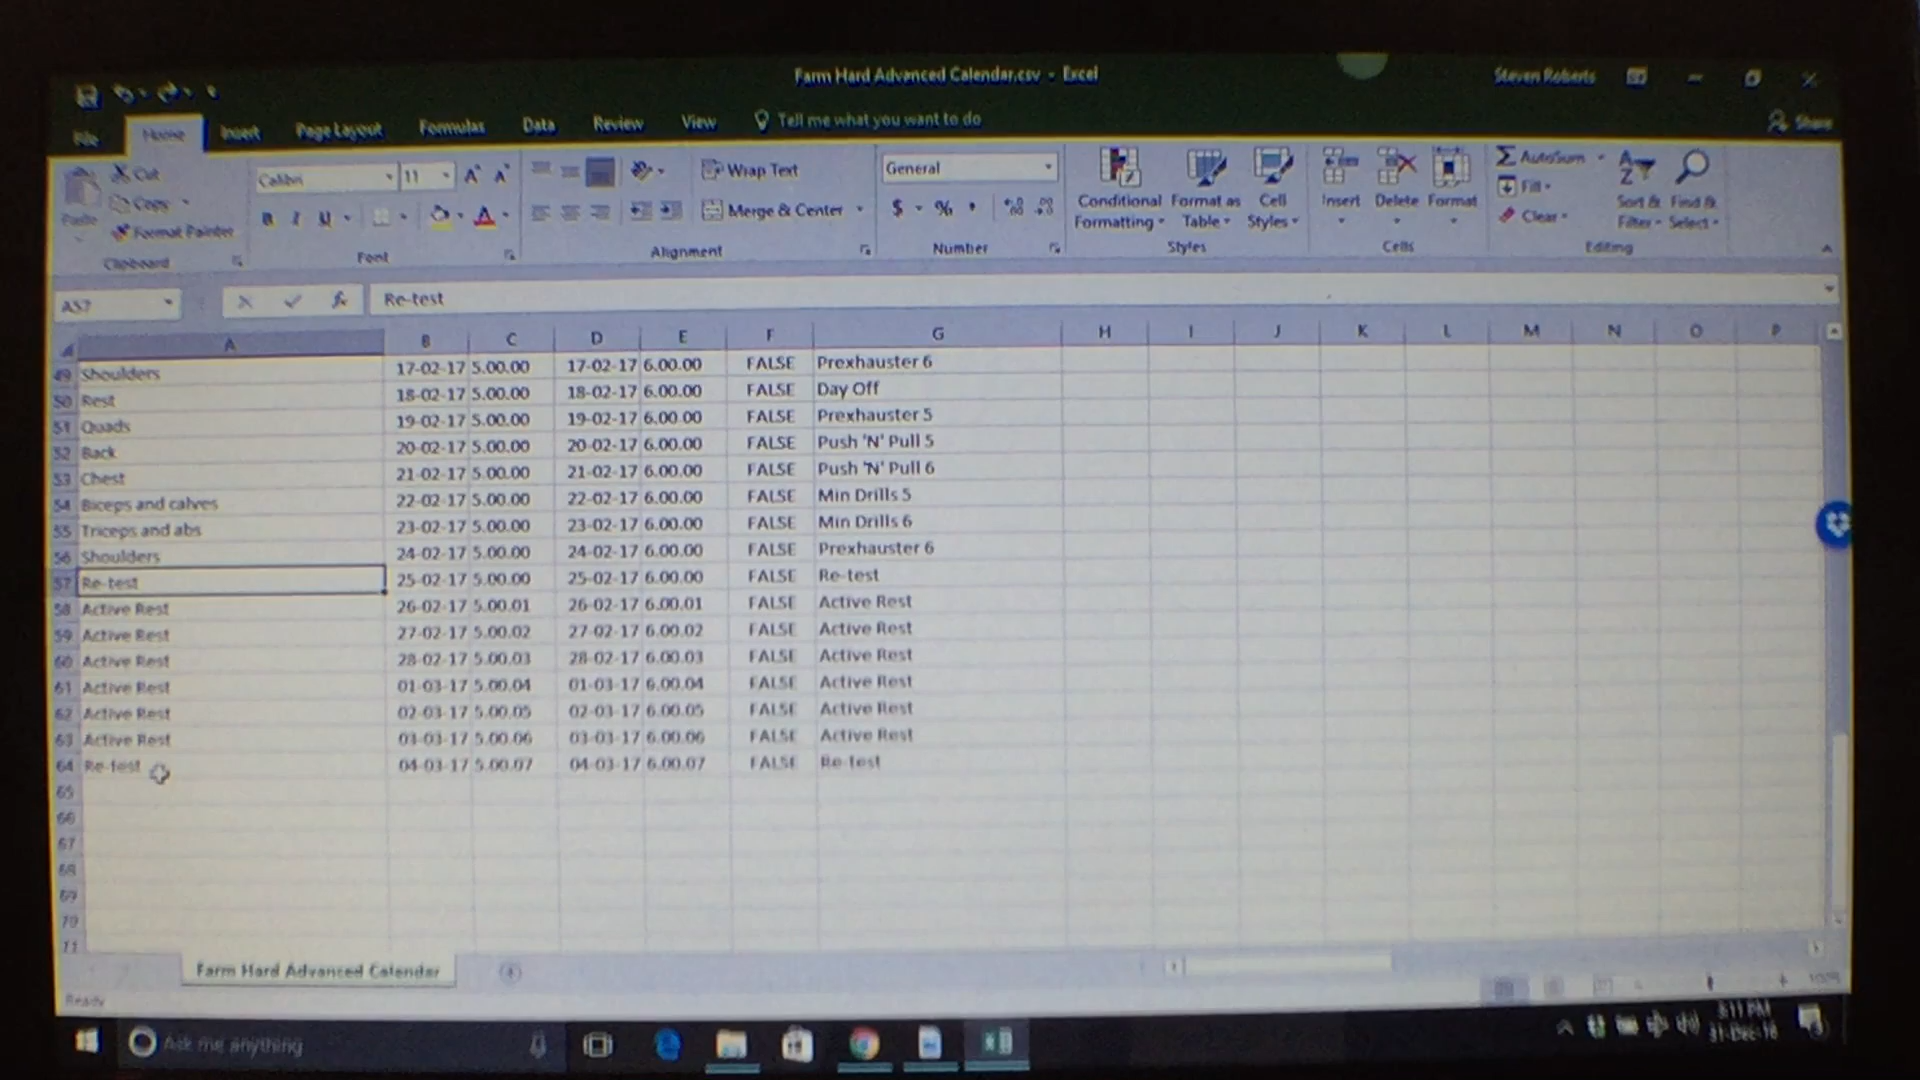 Farm Hard Advanced Calendar.csv - Excel
Steven Roberts
File Home Insert Page Layout Formulas Data Review View Tell me what you want to do Share
Cut Calibri 11 Wrap Text General AutoSum
Copy Fill
Paste Merge & Center $ % Conditional Format as Cell Insert Delete Format Sort & Find &
Format Painter Formatting Table Styles Clear Filter Select
Clipboard Font Alignment Number Styles Cells Editing
A57 fx Re-test
A B C D E F G H I J K L M N O P
49 Shoulders 17-02-17 5.00.00 17-02-17 6.00.00 FALSE Prexhauster 6
50 Rest 18-02-17 5.00.00 18-02-17 6.00.00 FALSE Day Off
51 Quads 19-02-17 5.00.00 19-02-17 6.00.00 FALSE Prexhauster 5
52 Back 20-02-17 5.00.00 20-02-17 6.00.00 FALSE Push 'N' Pull 5
53 Chest 21-02-17 5.00.00 21-02-17 6.00.00 FALSE Push 'N' Pull 6
54 Biceps and calves 22-02-17 5.00.00 22-02-17 6.00.00 FALSE Min Drills 5
55 Triceps and abs 23-02-17 5.00.00 23-02-17 6.00.00 FALSE Min Drills 6
56 Shoulders 24-02-17 5.00.00 24-02-17 6.00.00 FALSE Prexhauster 6
57 Re-test 25-02-17 5.00.00 25-02-17 6.00.00 FALSE Re-test
58 Active Rest 26-02-17 5.00.01 26-02-17 6.00.01 FALSE Active Rest
59 Active Rest 27-02-17 5.00.02 27-02-17 6.00.02 FALSE Active Rest
60 Active Rest 28-02-17 5.00.03 28-02-17 6.00.03 FALSE Active Rest
61 Active Rest 01-03-17 5.00.04 01-03-17 6.00.04 FALSE Active Rest
62 Active Rest 02-03-17 5.00.05 02-03-17 6.00.05 FALSE Active Rest
63 Active Rest 03-03-17 5.00.06 03-03-17 6.00.06 FALSE Active Rest
64 Re-test 04-03-17 5.00.07 04-03-17 6.00.07 FALSE Re-test
65
66
67
68
69
70
71
Farm Hard Advanced Calendar
Ready 100%
Ask me anything
8:11 PM
31-Dec-16